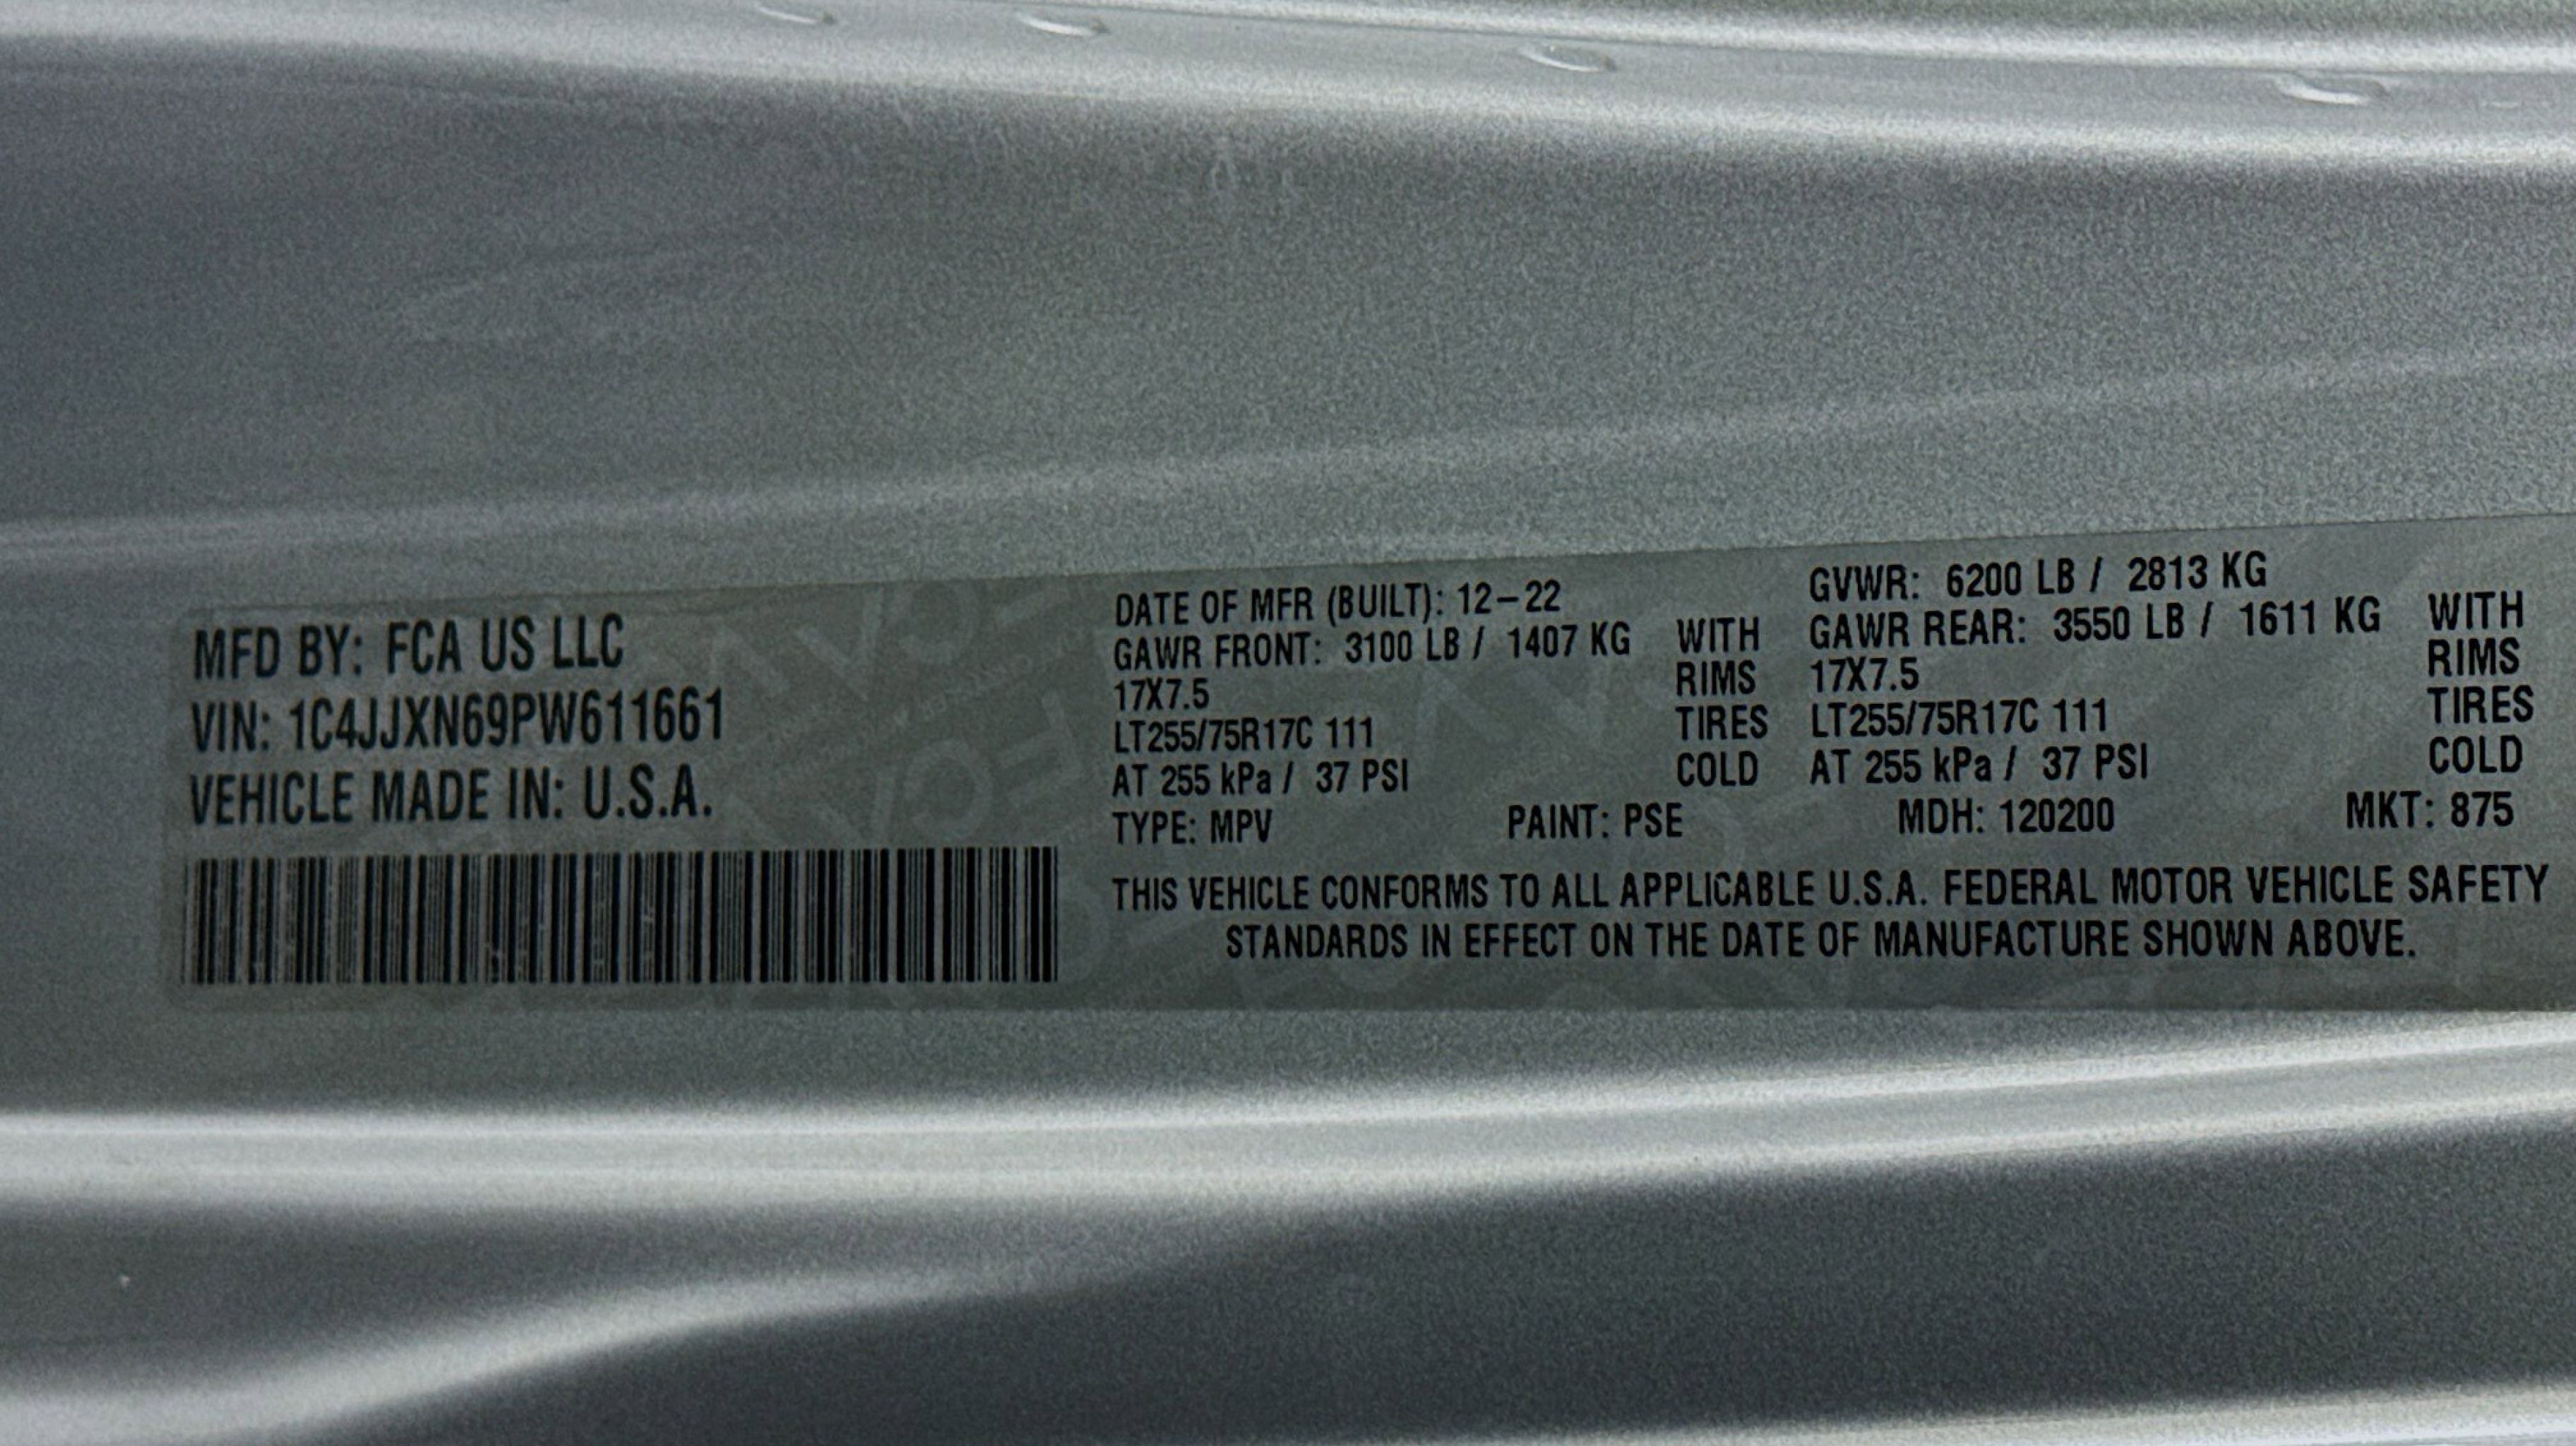 MFD BY: FCA US LLC
VIN: 1C4JJXN69PW611661
VEHICLE MADE IN: U.S.A.
DATE OF MFR (BUILT): 12-22 GVWR: 6200 LB / 2813 KG
GAWR FRONT: 3100 LB / 1407 KG WITH GAWR REAR: 3550 LB / 1611 KG WITH
17X7.5 RIMS 17X7.5 RIMS
LT255/75R17C 111 TIRES LT255/75R17C 111 TIRES
AT 255 kPa / 37 PSI COLD AT 255 kPa / 37 PSI COLD
TYPE: MPV PAINT: PSE MDH: 120200 MKT: 875
THIS VEHICLE CONFORMS TO ALL APPLICABLE U.S.A. FEDERAL MOTOR VEHICLE SAFETY
STANDARDS IN EFFECT ON THE DATE OF MANUFACTURE SHOWN ABOVE.